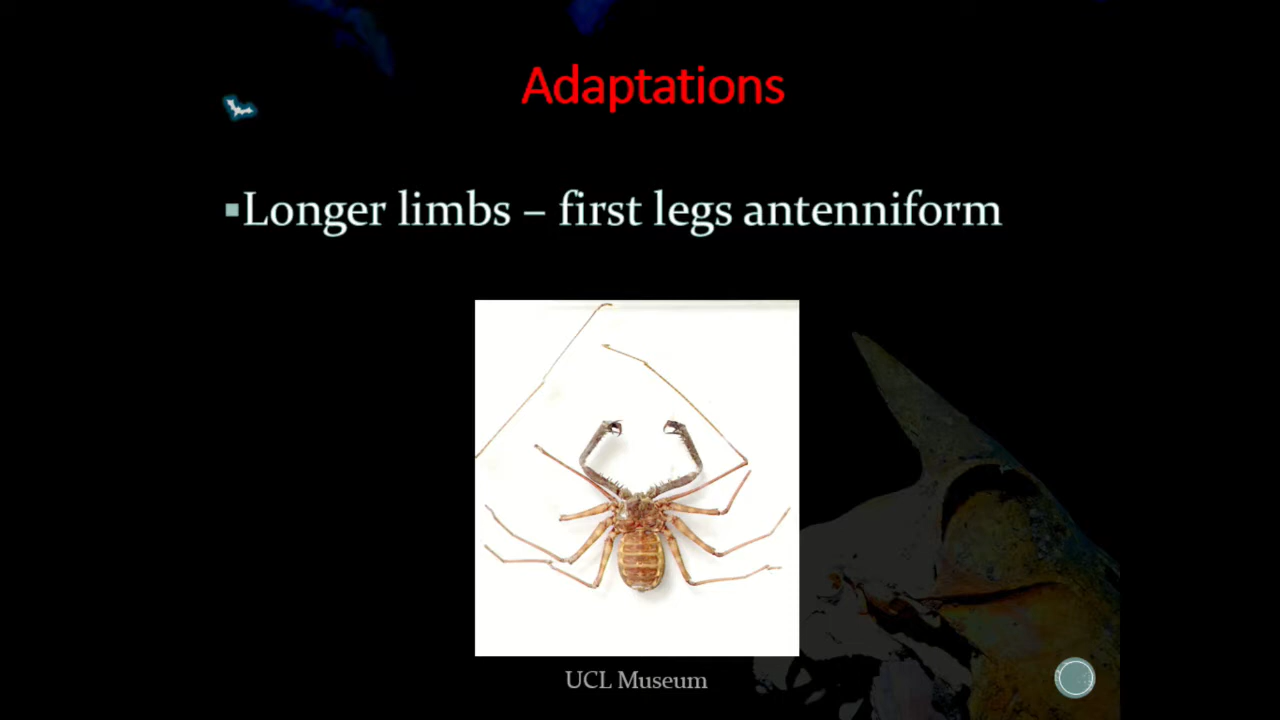 Adaptations
▪Longer limbs – first legs antenniform
UCL Museum